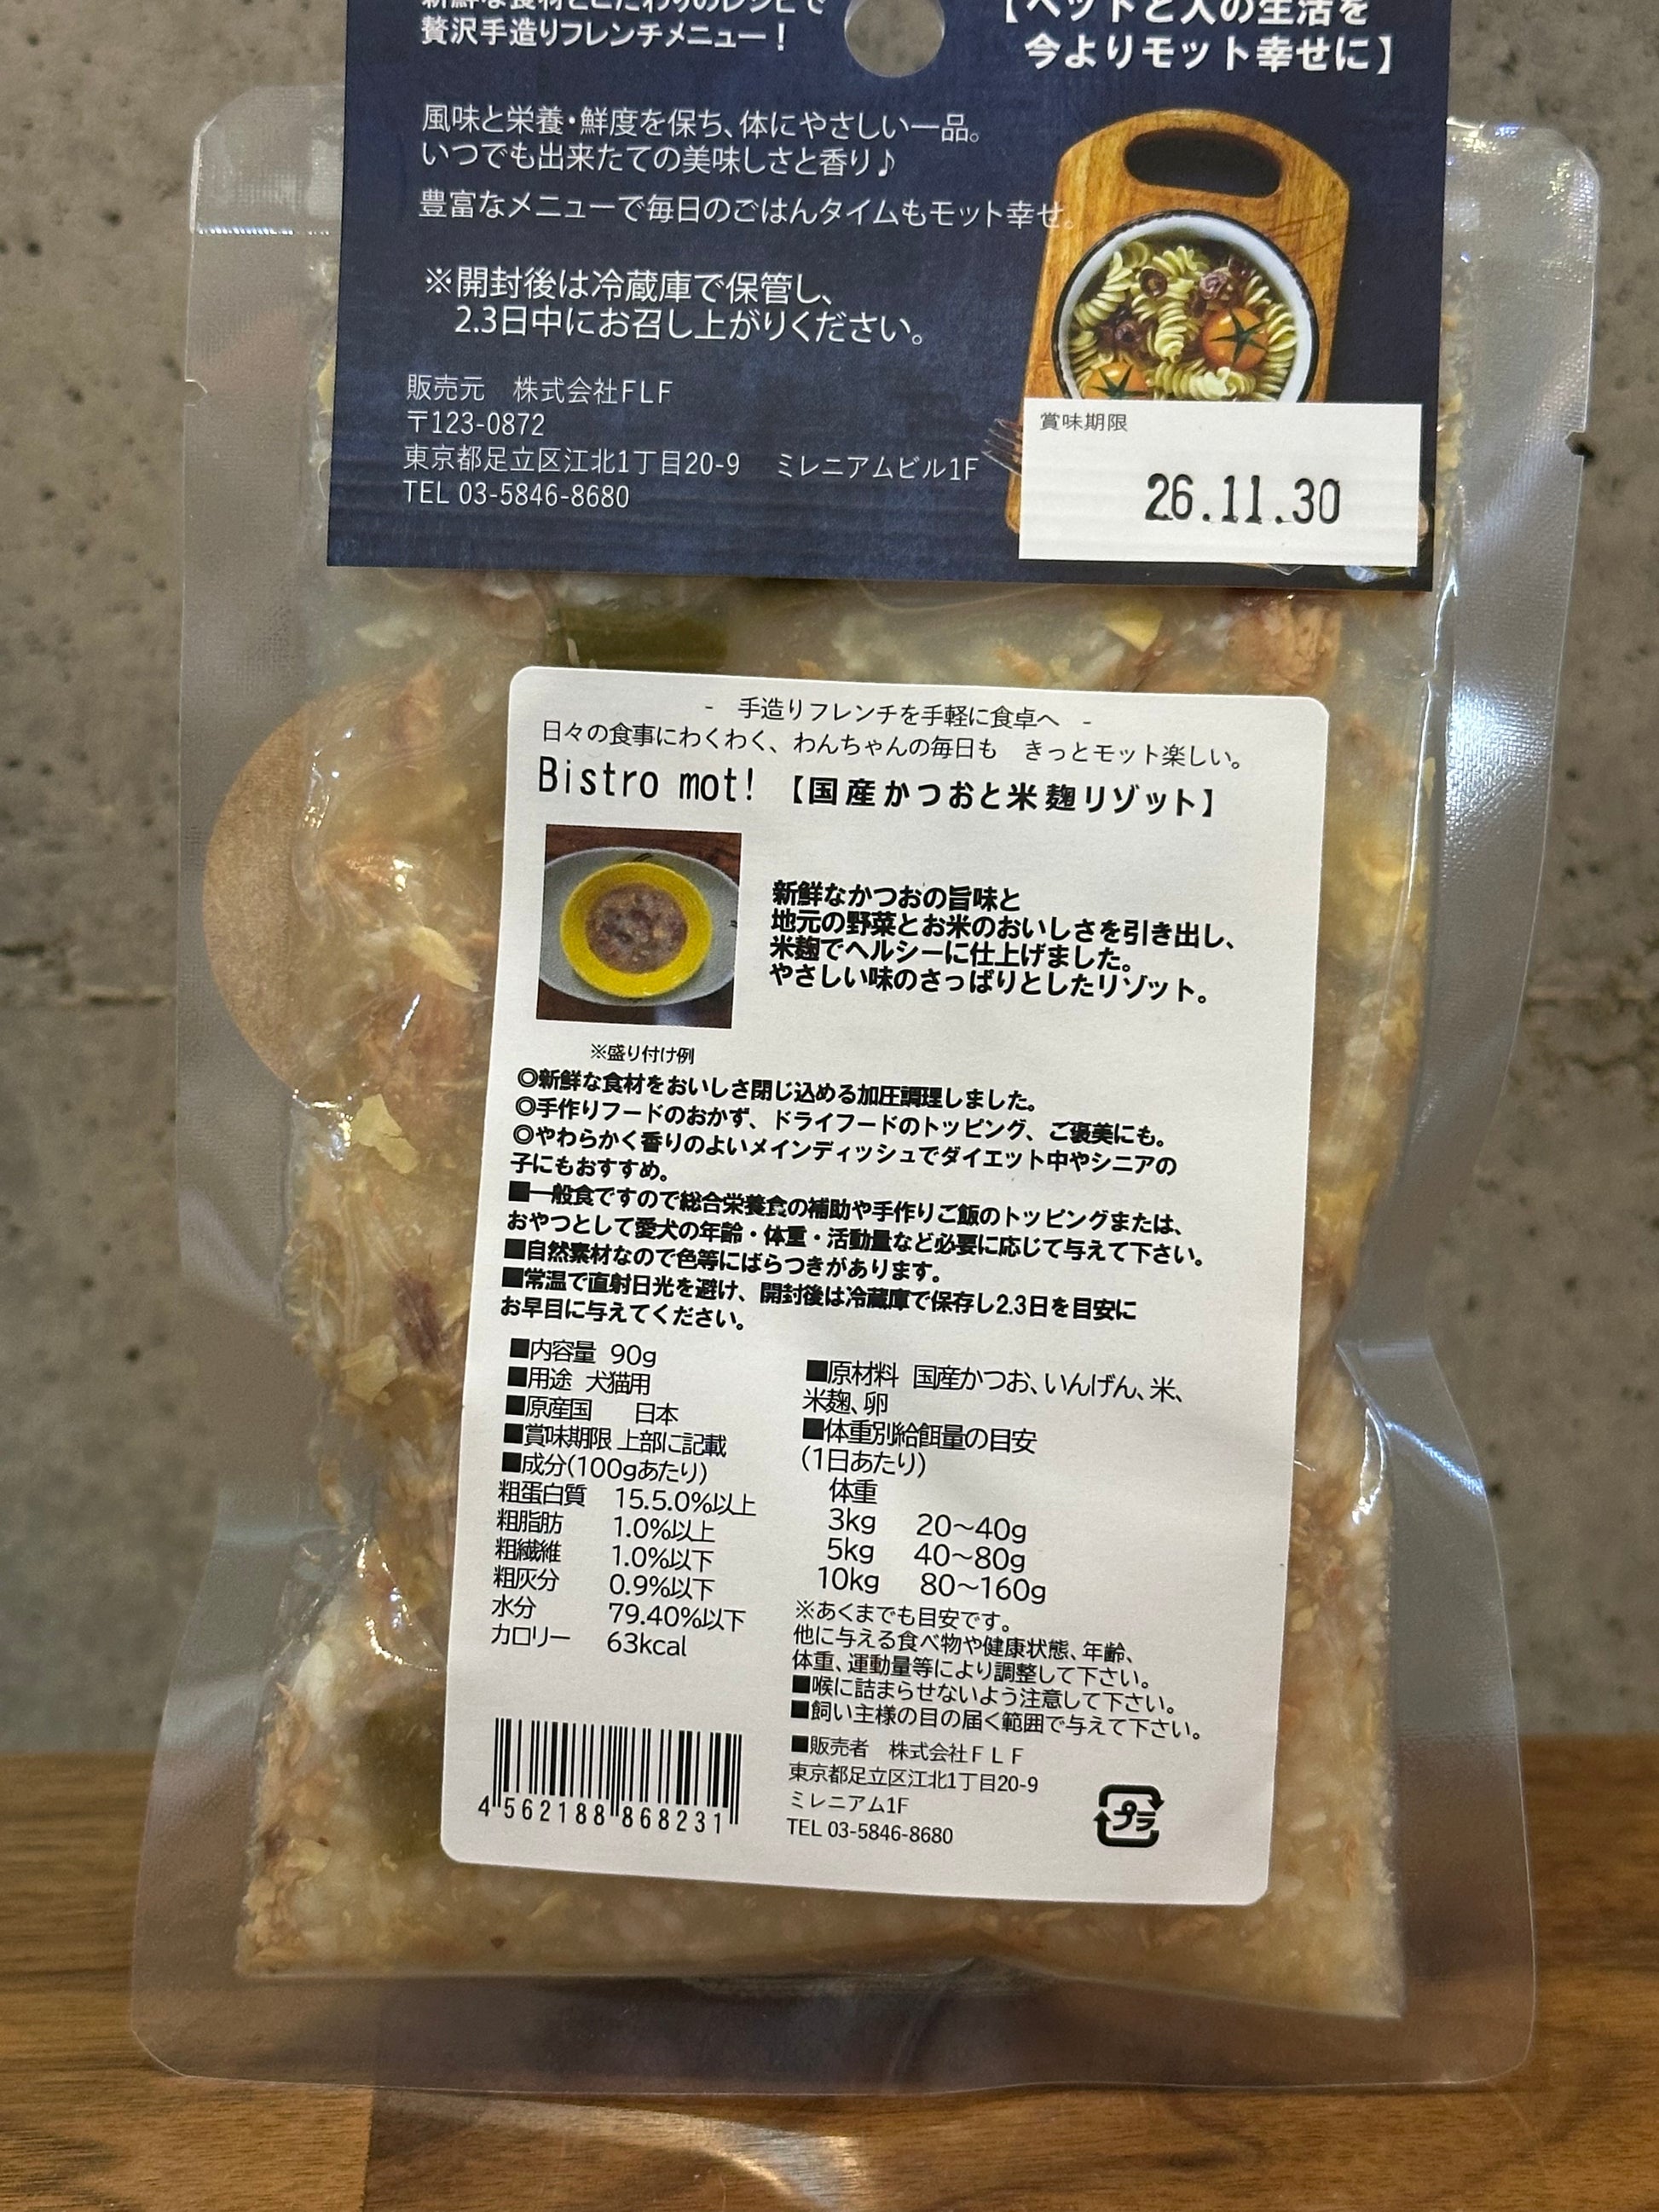 新鮮な食材とこだわりのレシピで
贅沢手造りフレンチメニュー!
【ペットと人の生活を
今よりモット幸せに】
風味と栄養・鮮度を保ち、体にやさしい一品。
いつでも出来たての美味しさと香り♪
豊富なメニューで毎日のごはんタイムもモット幸せ。
※開封後は冷蔵庫で保管し、
2.3日中にお召し上がりください。
販売元 株式会社FLF
〒123-0872
東京都足立区江北1丁目20-9 ミレニアムビル1F
TEL 03-5846-8680
賞味期限
26.11.30
- 手造りフレンチを手軽に食卓へ -
日々の食事にわくわく、わんちゃんの毎日も きっとモット楽しい。
Bistro mot! 【国産かつおと米麹リゾット】
新鮮なかつおの旨味と
地元の野菜とお米のおいしさを引き出し、
米麹でヘルシーに仕上げました。
やさしい味のさっぱりとしたリゾット。
※盛り付け例
◎新鮮な食材をおいしさ閉じ込める加圧調理しました。
◎手作りフードのおかず、ドライフードのトッピング、ご褒美にも。
◎やわらかく香りのよいメインディッシュでダイエット中やシニアの
子にもおすすめ。
■一般食ですので総合栄養食の補助や手作りご飯のトッピングまたは、
おやつとして愛犬の年齢・体重・活動量など必要に応じて与えて下さい。
■自然素材なので色等にばらつきがあります。
■常温で直射日光を避け、開封後は冷蔵庫で保存し2.3日を目安に
お早目に与えてください。
■内容量 90g
■用途 犬猫用
■原産国 日本
■賞味期限 上部に記載
■成分(100gあたり)
粗蛋白質 15.5.0%以上
粗脂肪 1.0%以上
粗繊維 1.0%以下
粗灰分 0.9%以下
水分 79.40%以下
カロリー 63kcal
■原材料 国産かつお、いんげん、米、
米麹、卵
■体重別給餌量の目安
(1日あたり)
体重
3kg 20〜40g
5kg 40〜80g
10kg 80〜160g
※あくまでも目安です。
他に与える食べ物や健康状態、年齢、
体重、運動量等により調整して下さい。
■喉に詰まらせないよう注意して下さい。
■飼い主様の目の届く範囲で与えて下さい。
■販売者 株式会社FLF
東京都足立区江北1丁目20-9
ミレニアム1F
TEL 03-5846-8680
プラ
4 562188 868231